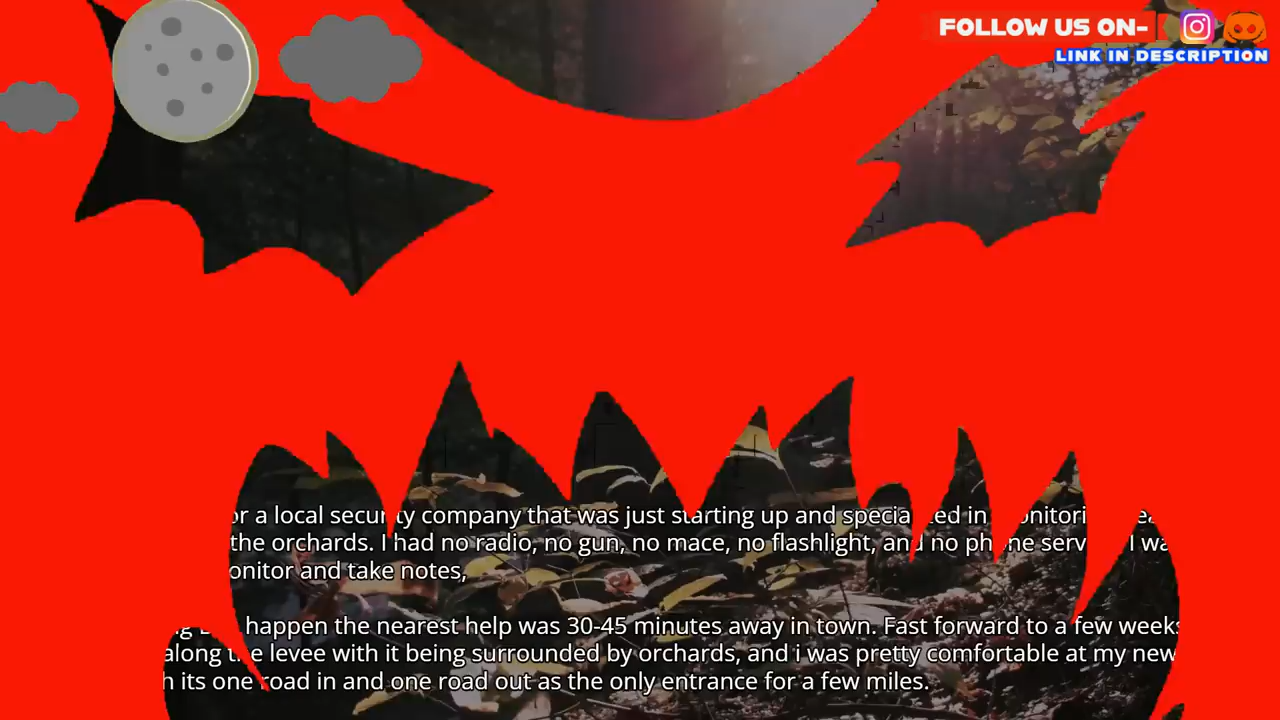 FOLLOW US ON-
LINK IN DESCRIPTION
or a local security company that was just starting up and specia ted in onitori
the orchards. I had no radio, no gun, no mace, no flashlight, and no phone serv I wa
onitor and take notes,
happen the nearest help was 30-45 minutes away in town. Fast forward to a few weeks
along the levee with it being surrounded by orchards, and i was pretty comfortable at my new
h its one road in and one road out as the only entrance for a few miles.